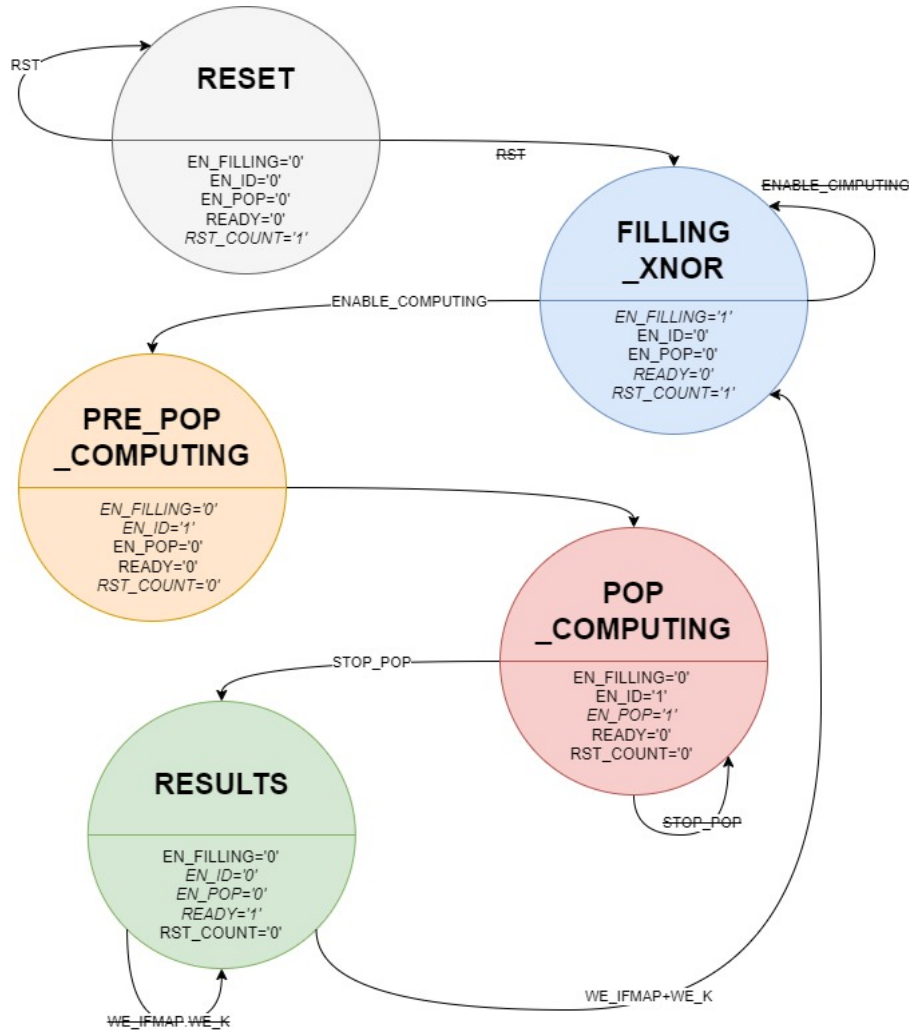 RST
RESET
EN_FILLING='0'
EN_ID='0'
EN_POP='0'
READY='0'
RST_COUNT='1'
RST
ENABLE_CIMPUTING
FILLING
_XNOR
EN_FILLING='1'
EN_ID='0'
EN_POP='0'
READY='0'
RST_COUNT='1'
ENABLE_COMPUTING
PRE_POP
_COMPUTING
EN_FILLING='0'
EN_ID='1'
EN_POP='0'
READY='0'
RST_COUNT='0'
POP
_COMPUTING
EN_FILLING='0'
EN_ID='1'
EN_POP='1'
READY='0'
RST_COUNT='0'
STOP_POP
STOP_POP
RESULTS
EN_FILLING='0'
EN_ID='0'
EN_POP='0'
READY='1'
RST_COUNT='0'
WE_IFMAP.WE_K
WE_IFMAP+WE_K